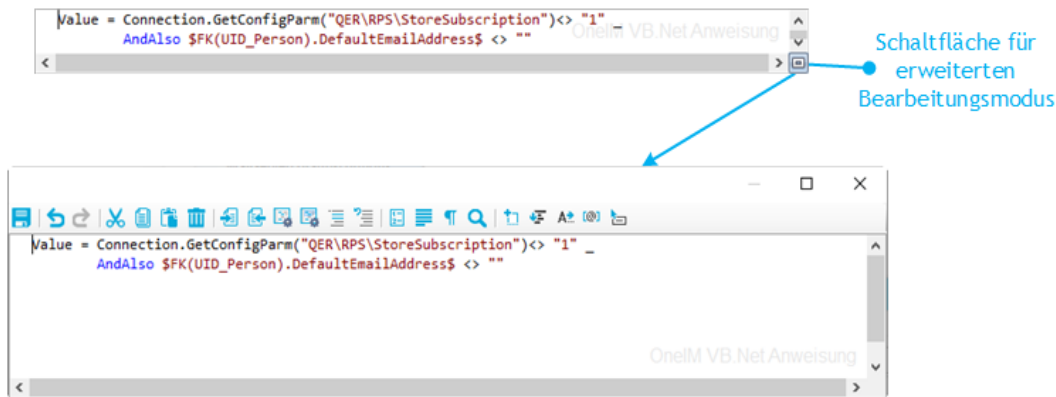 Value = Connection.GetConfigParm("QER\RPS\StoreSubscription")<> "1" _
OneIM VB.Net Anweisung
AndAlso $FK(UID_Person).DefaultEmailAddress$ <> ""
Schaltfläche für
erweiterten
Bearbeitungsmodus
Value = Connection.GetConfigParm("QER\RPS\StoreSubscription")<> "1" _
AndAlso $FK(UID_Person).DefaultEmailAddress$ <> ""
OneIM VB.Net Anweisung